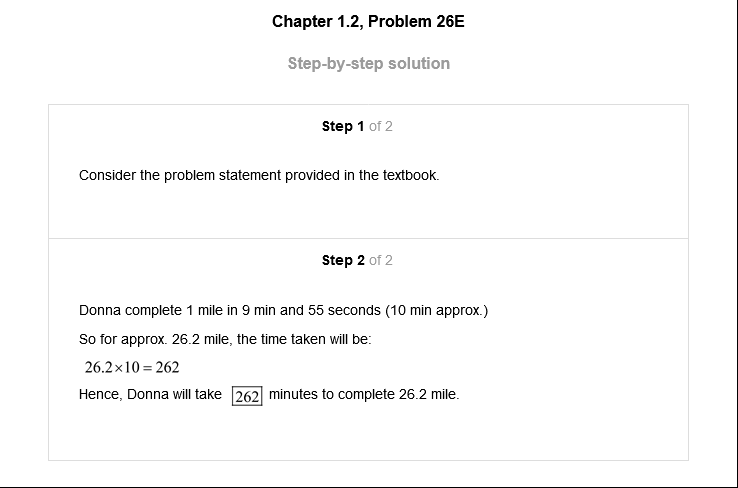 Chapter 1.2, Problem 26E
Step-by-step solution
Step 1 of 2
Consider the problem statement provided in the textbook.
Step 2 of 2
Donna complete 1 mile in 9 min and 55 seconds (10 min approx.)
So for approx. 26.2 mile, the time taken will be:
26.2×10 = 262
Hence, Donna will take 262 minutes to complete 26.2 mile.